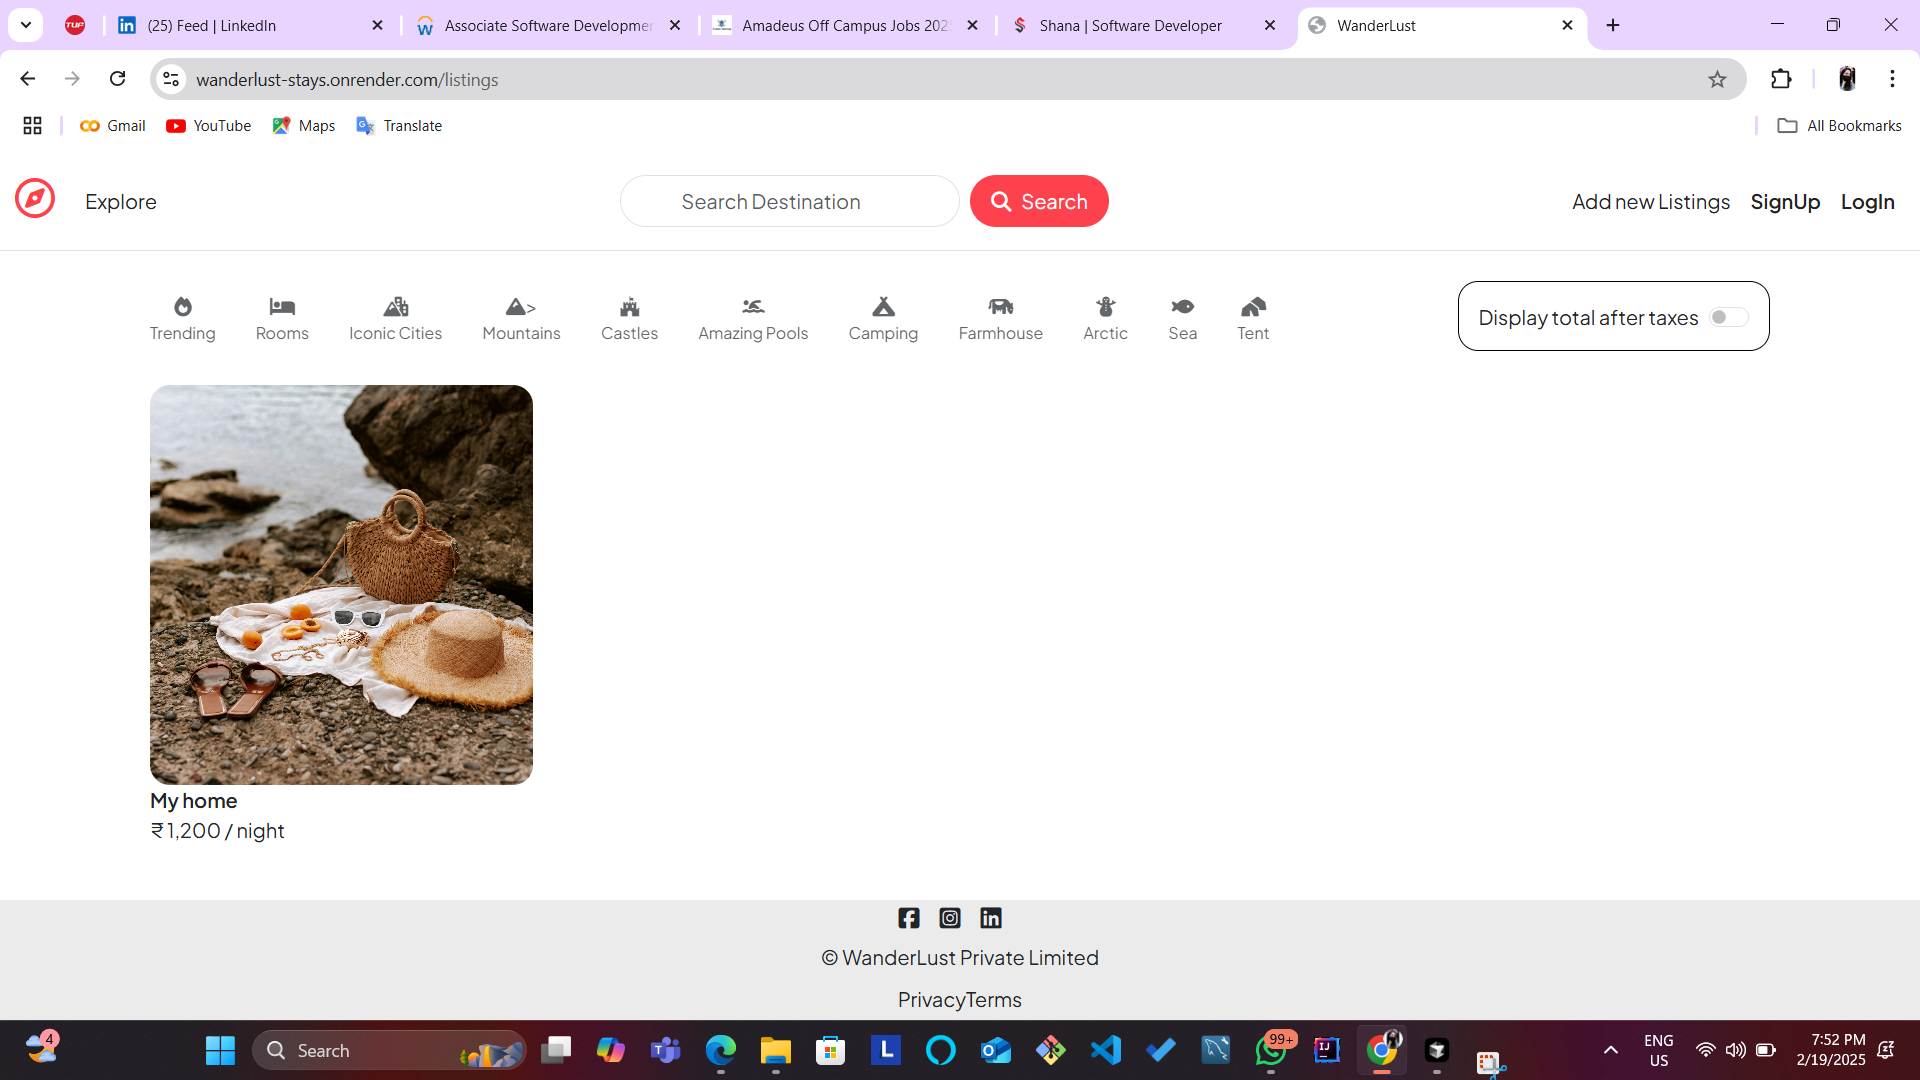 TUF
(25) Feed | LinkedIn
Associate Software Developmen
Amadeus Off Campus Jobs 202
Shana | Software Developer
WanderLust
wanderlust-stays.onrender.com/listings
Gmail
YouTube
Maps
Translate
All Bookmarks
Explore
Search Destination
Search
Add new Listings
SignUp
LogIn
>
Trending
Rooms
Iconic Cities
Mountains
Castles
Amazing Pools
Camping
Farmhouse
Arctic
Sea
Tent
Display total after taxes
My home
₹1,200 / night
© WanderLust Private Limited
PrivacyTerms
4
Search
L
99+
ENG
US
7:52 PM
2/19/2025